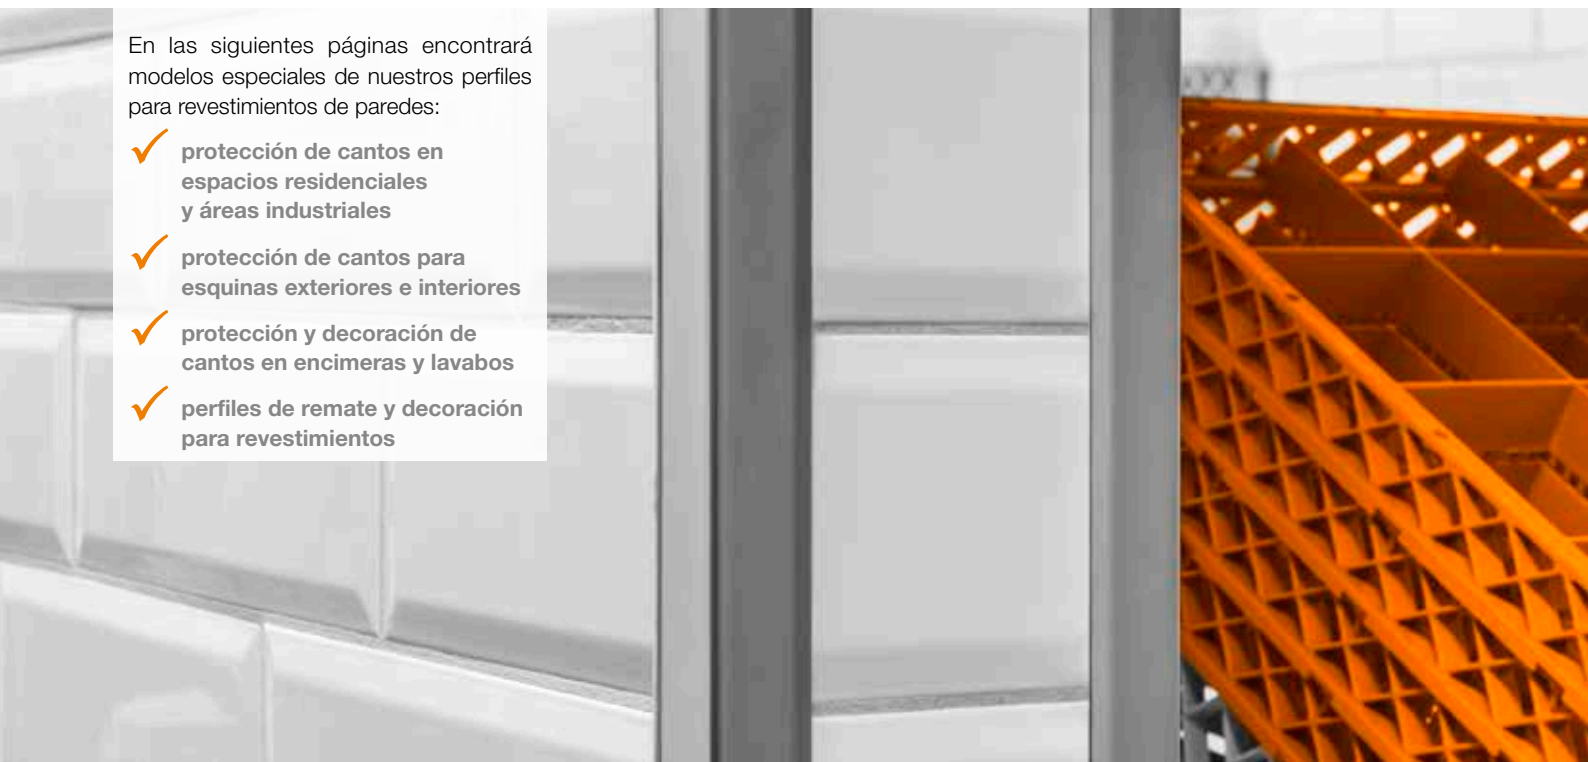 En las siguientes páginas encontrará
modelos especiales de nuestros perfiles
para revestimientos de paredes:
protección de cantos en
espacios residenciales
y áreas industriales
protección de cantos para
esquinas exteriores e interiores
protección y decoración de
cantos en encimeras y lavabos
perfiles de remate y decoración
para revestimientos